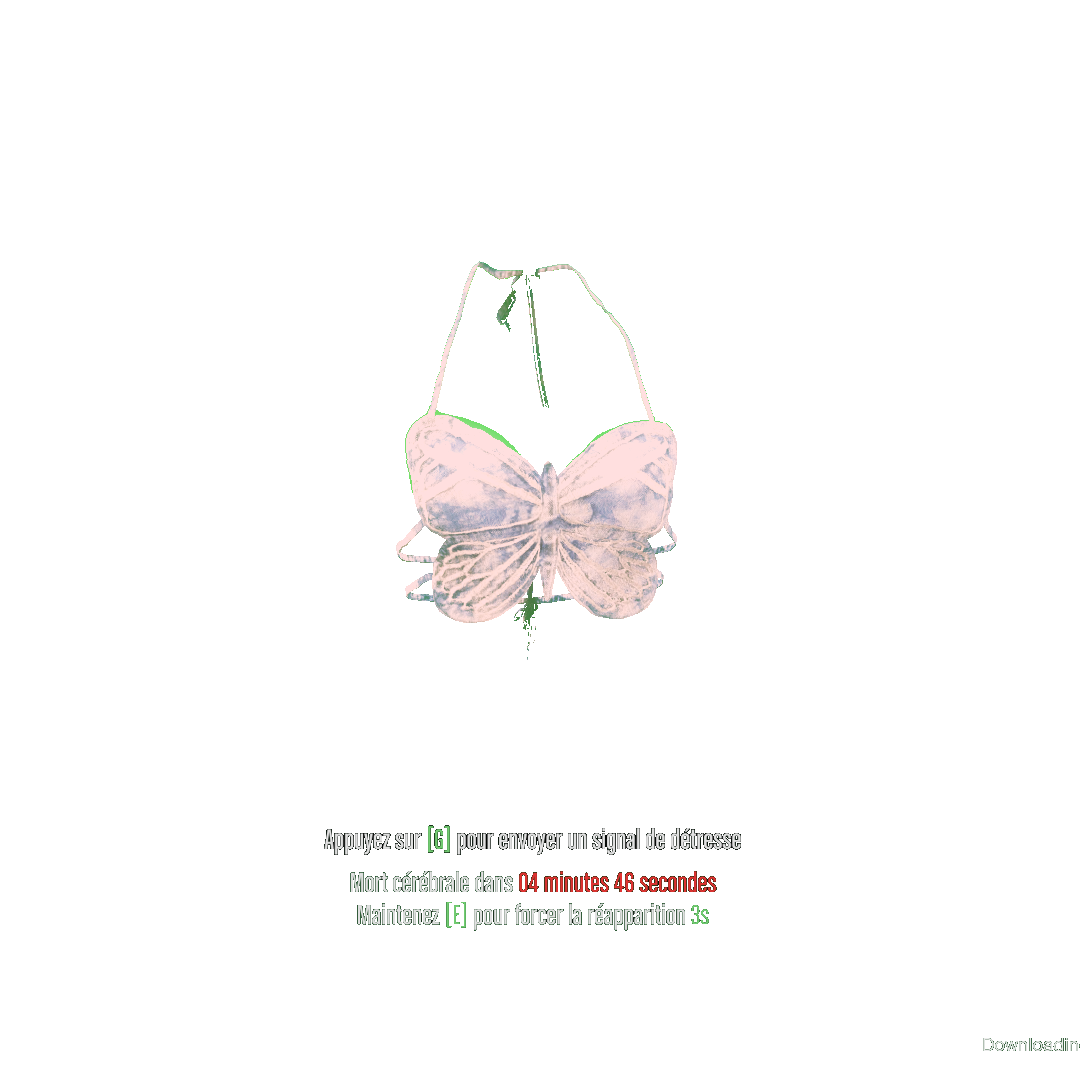 Appuyez sur [G] pour envoyer un signal de détresse
Mort cérébrale dans 04 minutes 46 secondes
Maintenez [E] pour forcer la réapparition 3s
Downloadin